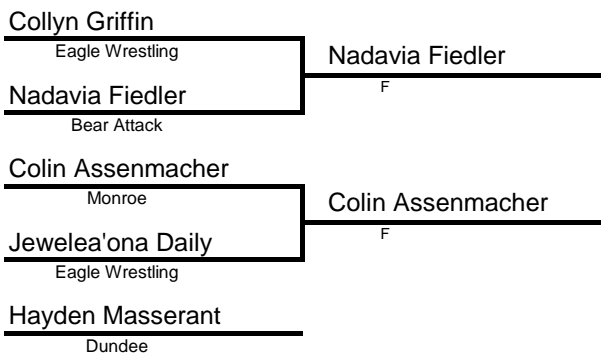 Collyn Griffin
Eagle Wrestling
Nadavia Fiedler
F
Nadavia Fiedler
Bear Attack
Colin Assenmacher
Monroe
Colin Assenmacher
F
Jewelea'ona Daily
Eagle Wrestling
Hayden Masserant
Dundee